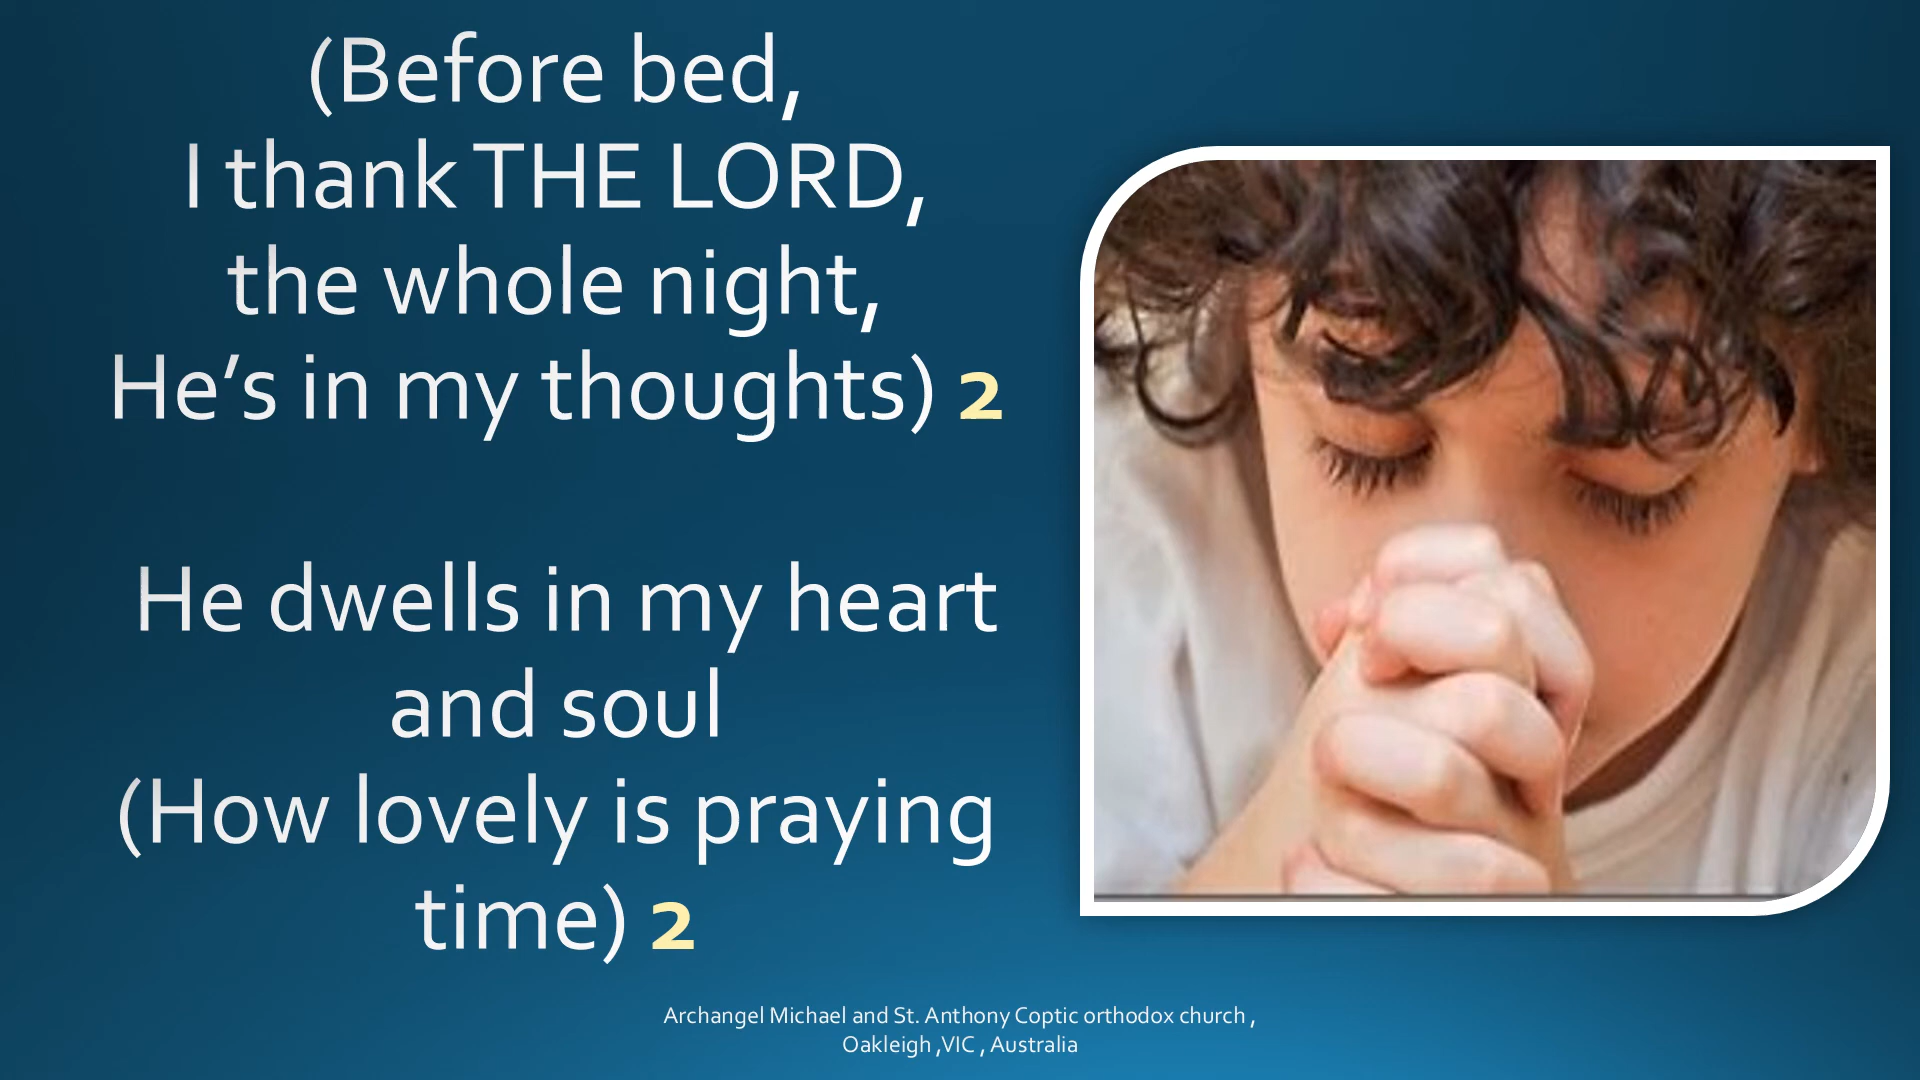 (Before bed,
I thank THE LORD,
the whole night,
He’s in my thoughts) 2
He dwells in my heart
and soul
(How lovely is praying
time) 2
Archangel Michael and St. Anthony Coptic orthodox church ,
Oakleigh ,VIC , Australia